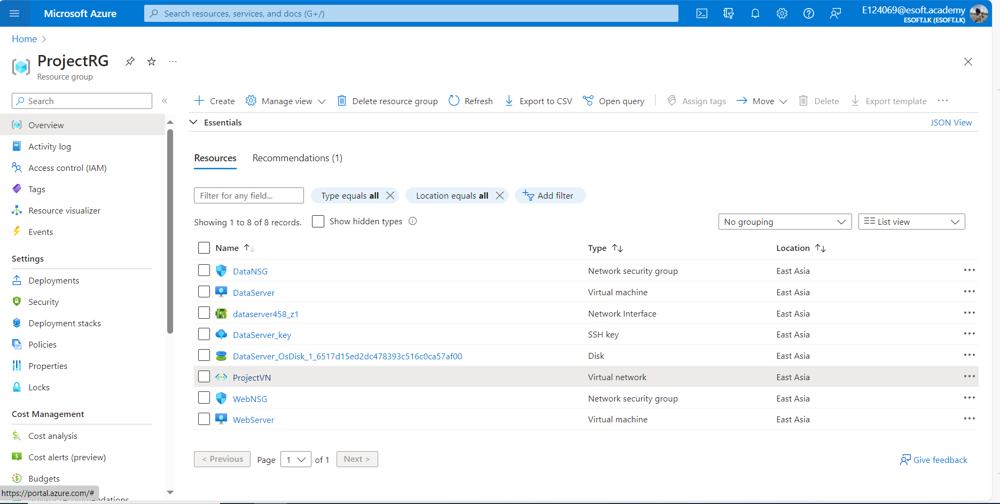 Microsoft Azure
Search resources, services, and docs (G+/)
E124069@esoft.academy
ESOFT.LK (ESOFT.LK)
Home
ProjectRG
Resource group
Search
Create
Manage view
Delete resource group
Refresh
Export to CSV
Open query
Assign tags
Move
Delete
Export template
Overview
Activity log
Access control (IAM)
Tags
Resource visualizer
Events
Settings
Deployments
Security
Deployment stacks
Policies
Properties
Locks
Cost Management
Cost analysis
Cost alerts (preview)
Budgets
https://portal.azure.com/#
Essentials
JSON View
Resources
Recommendations (1)
Filter for any field...
Type equals all
Location equals all
Add filter
Showing 1 to 8 of 8 records.
Show hidden types
No grouping
List view
Name Type Location
DataNSG Network security group East Asia
DataServer Virtual machine East Asia
dataserver458_z1 Network Interface East Asia
DataServer_key SSH key East Asia
DataServer_OsDisk_1_6517d15ed2dc478393c516c0ca57af00 Disk East Asia
ProjectVN Virtual network East Asia
WebNSG Network security group East Asia
WebServer Virtual machine East Asia
< Previous
Page 1 of 1
Next >
Give feedback